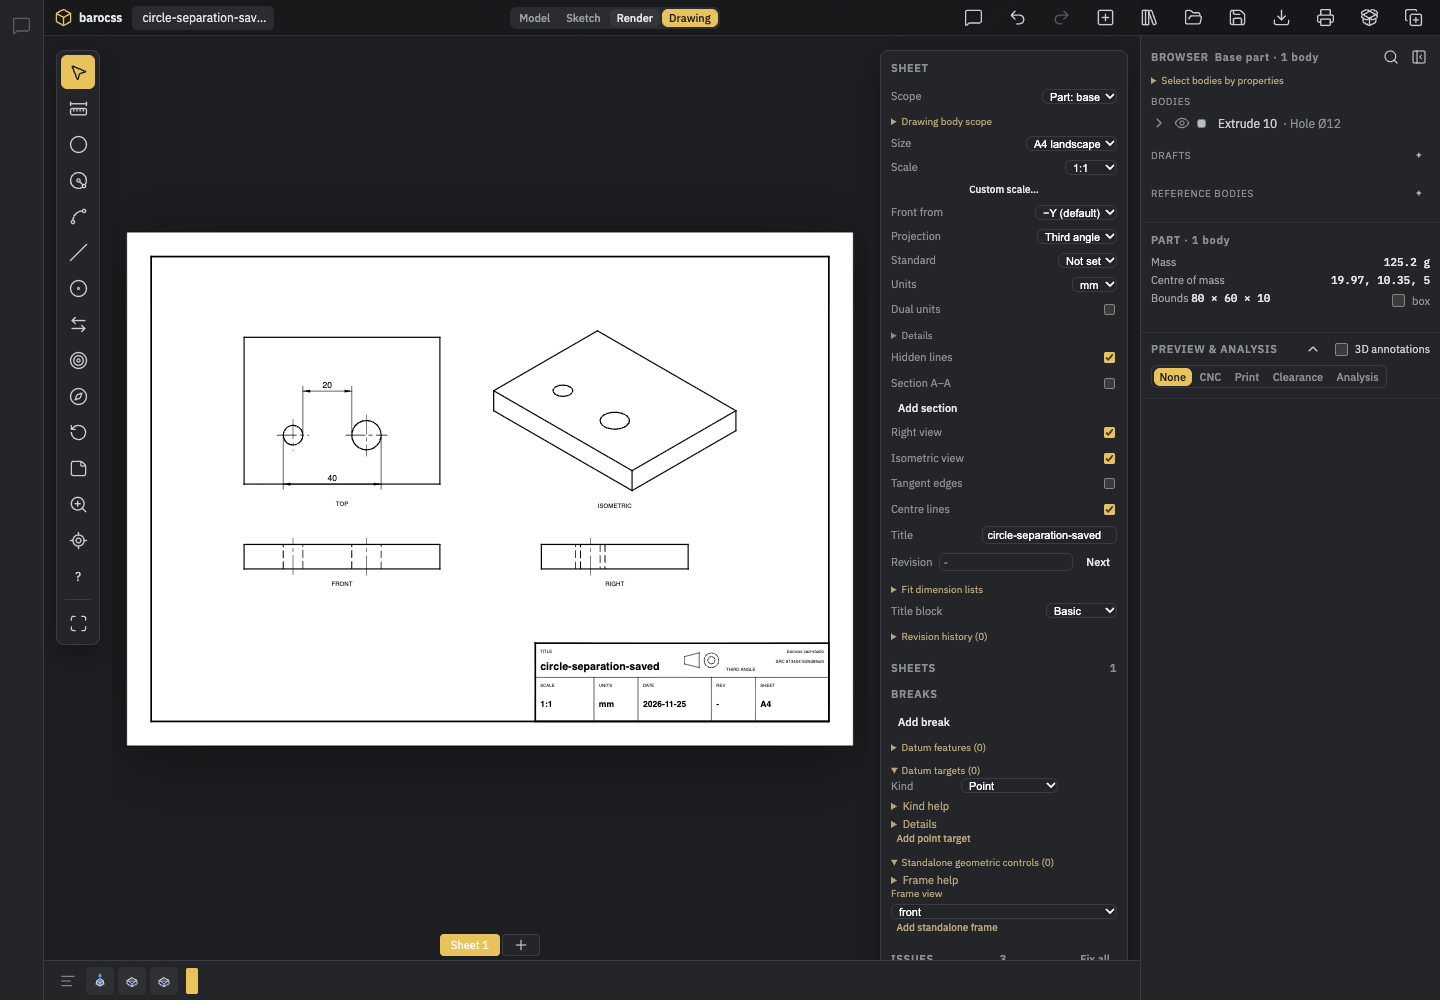 barocss
circle-separation-sav...
Model
Sketch
Render
Drawing
?
20
40
TOP
ISOMETRIC
FRONT
RIGHT
TITLE
circle-separation-saved
THIRD ANGLE
barocss cad-studio
SCALE
UNITS
DATE
REV
SHEET
1:1
mm
2026-11-25
-
A4
Sheet 1
SHEET
Scope
Part: base
Drawing body scope
Size
A4 landscape
Scale
1:1
Custom scale...
Front from
−Y (default)
Projection
Third angle
Standard
Not set
Units
mm
Dual units
Details
Hidden lines
Section A–A
Add section
Right view
Isometric view
Tangent edges
Centre lines
Title
circle-separation-saved
Revision
-
Next
Fit dimension lists
Title block
Basic
Revision history (0)
SHEETS
1
BREAKS
Add break
Datum features (0)
Datum targets (0)
Kind
Point
Kind help
Details
Add point target
Standalone geometric controls (0)
Frame help
Frame view
front
Add standalone frame
ISSUES
3
Fix all
BROWSER Base part · 1 body
Select bodies by properties
BODIES
Extrude 10 · Hole Ø12
DRAFTS
+
REFERENCE BODIES
+
PART · 1 body
Mass
125.2 g
Centre of mass
19.97, 10.35, 5
Bounds 80 × 60 × 10
box
PREVIEW & ANALYSIS
3D annotations
None
CNC
Print
Clearance
Analysis